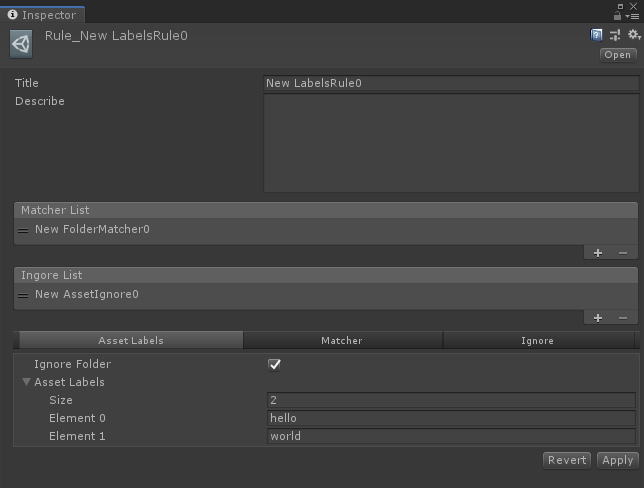 Inspector
Rule_New LabelsRule0
Open
Title New LabelsRule0
Describe
Matcher List
New FolderMatcher0
+ −
Ingore List
New AssetIgnore0
+ −
Asset Labels Matcher Ignore
Ignore Folder
Asset Labels
Size 2
Element 0 hello
Element 1 world
Revert Apply